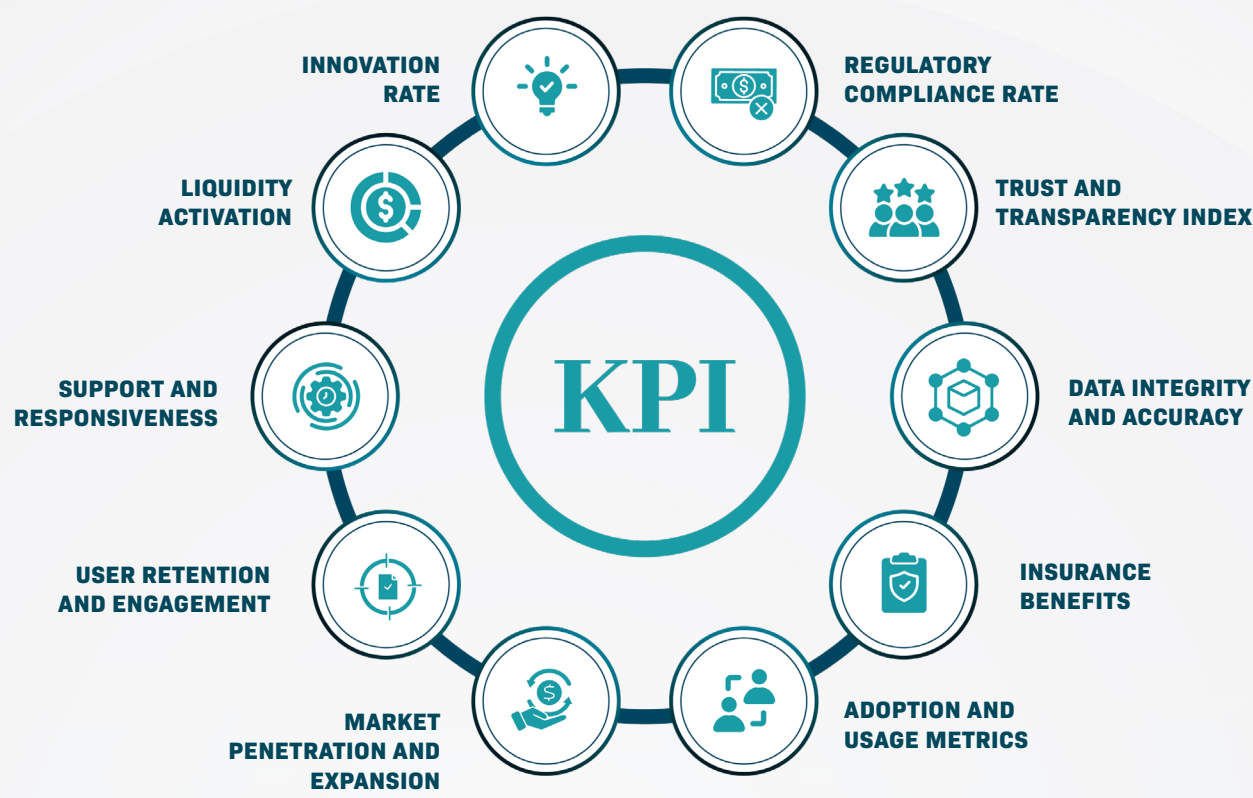 INNOVATION
RATE
REGULATORY
COMPLIANCE RATE
LIQUIDITY
ACTIVATION
TRUST AND
TRANSPARENCY INDEX
KPI
SUPPORT AND
RESPONSIVENESS
DATA INTEGRITY
AND ACCURACY
USER RETENTION
AND ENGAGEMENT
INSURANCE
BENEFITS
MARKET
PENETRATION AND
EXPANSION
ADOPTION AND
USAGE METRICS